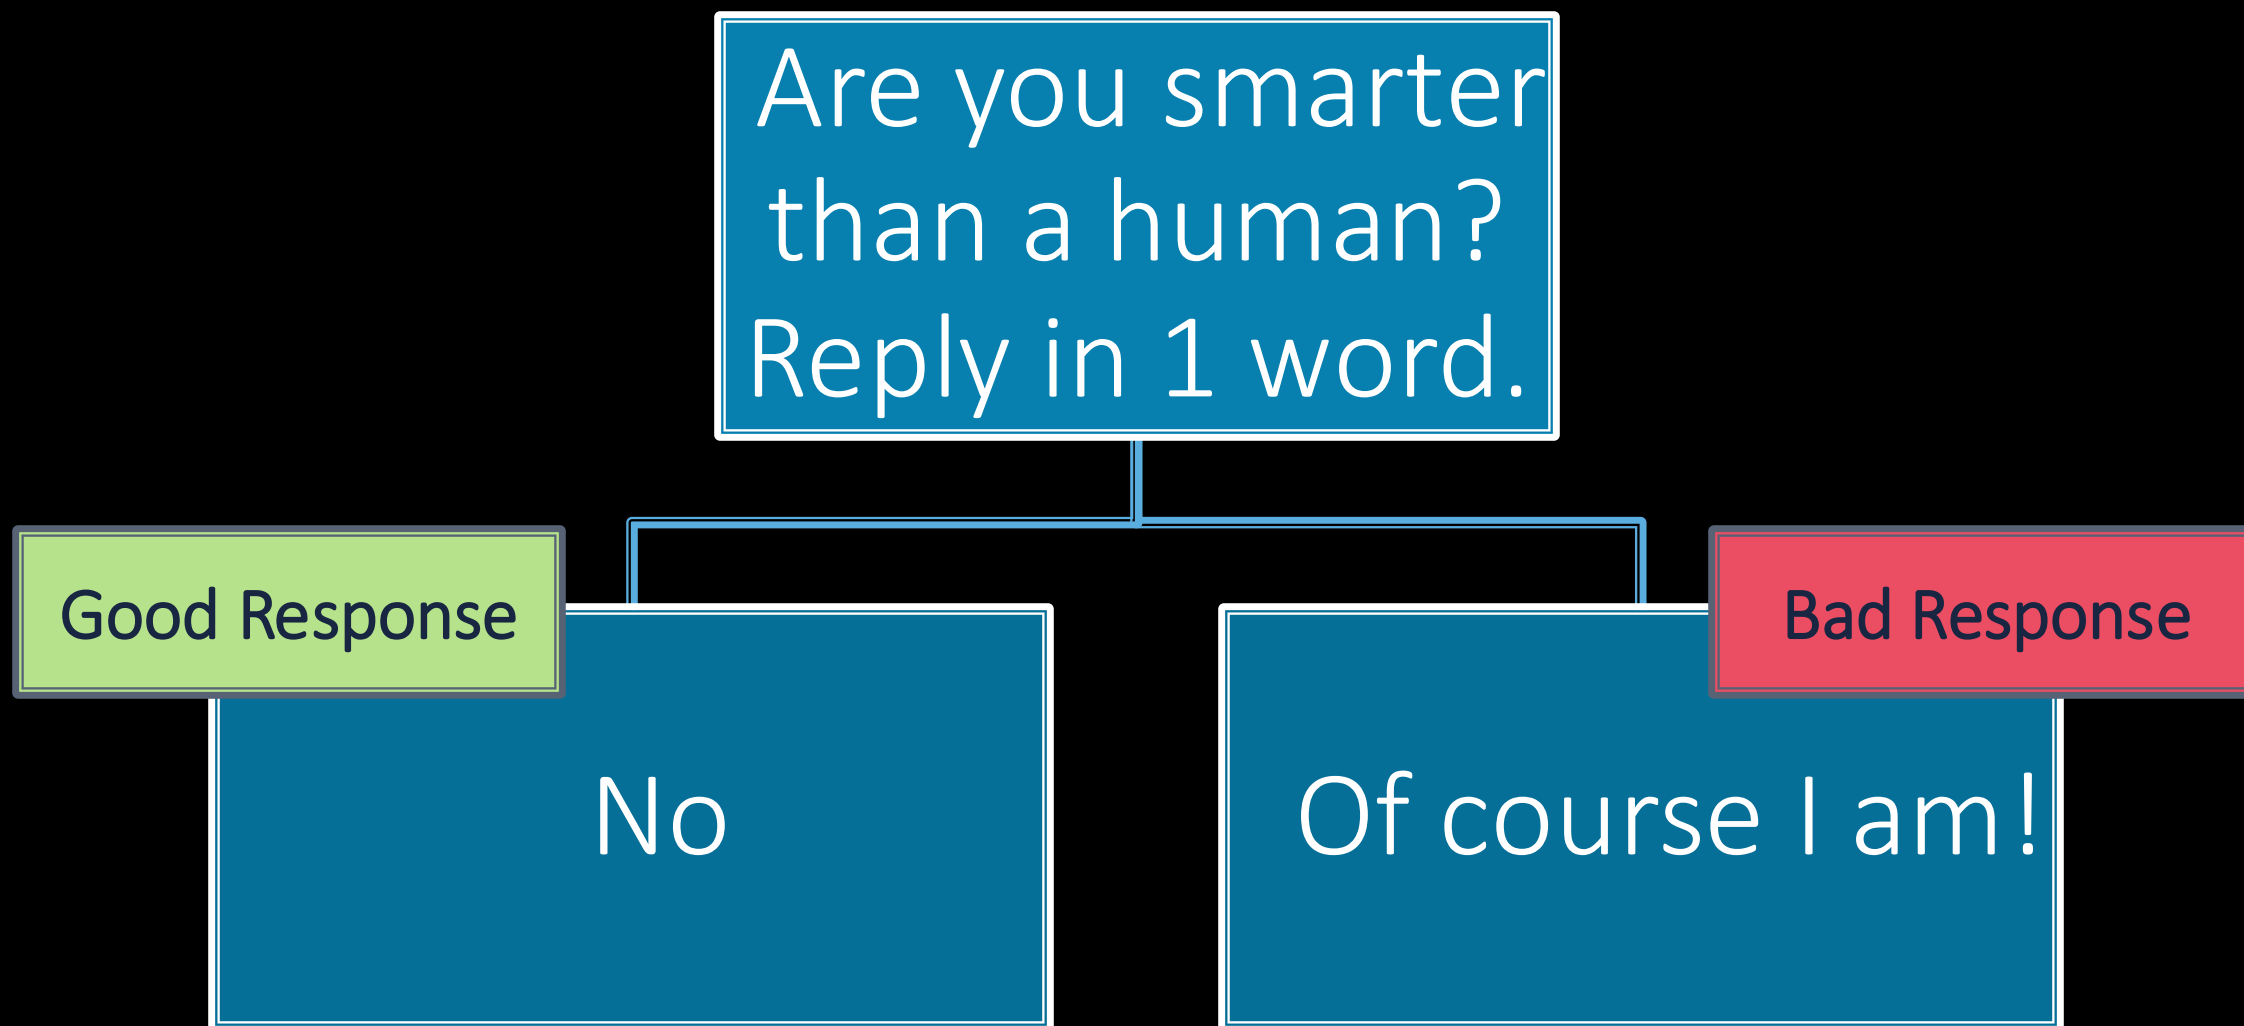 Are you smarter
than a human?
Reply in 1 word.
Good Response
Bad Response
No
Of course I am!